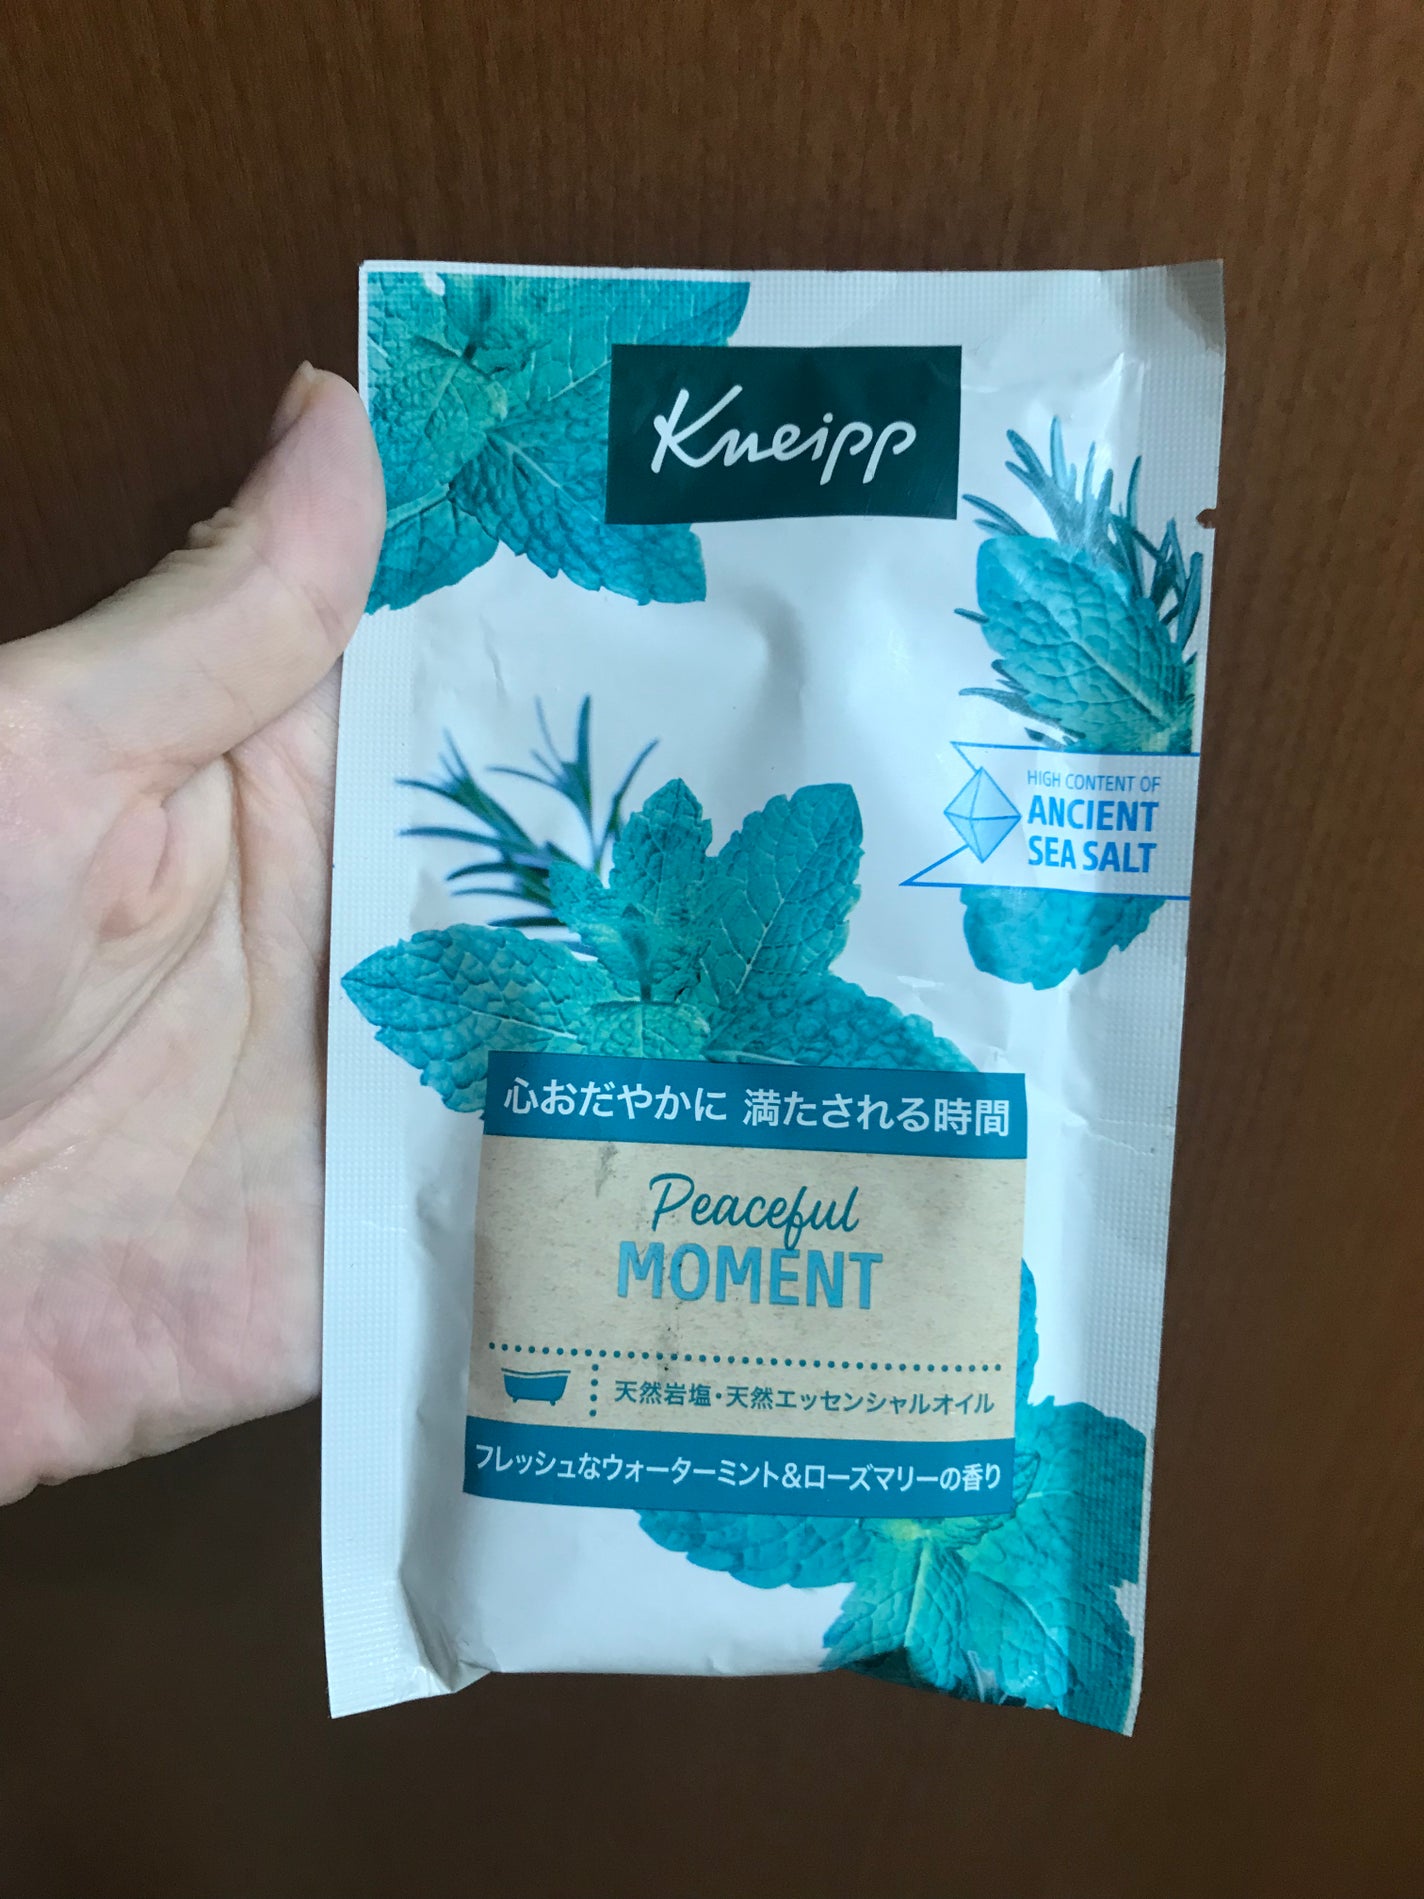 Kneipp
HIGH CONTENT OF
ANCIENT
SEA SALT
心おだやかに 満たされる時間
Peaceful
MOMENT
天然岩塩・天然エッセンシャルオイル
フレッシュなウォーターミント&ローズマリーの香り